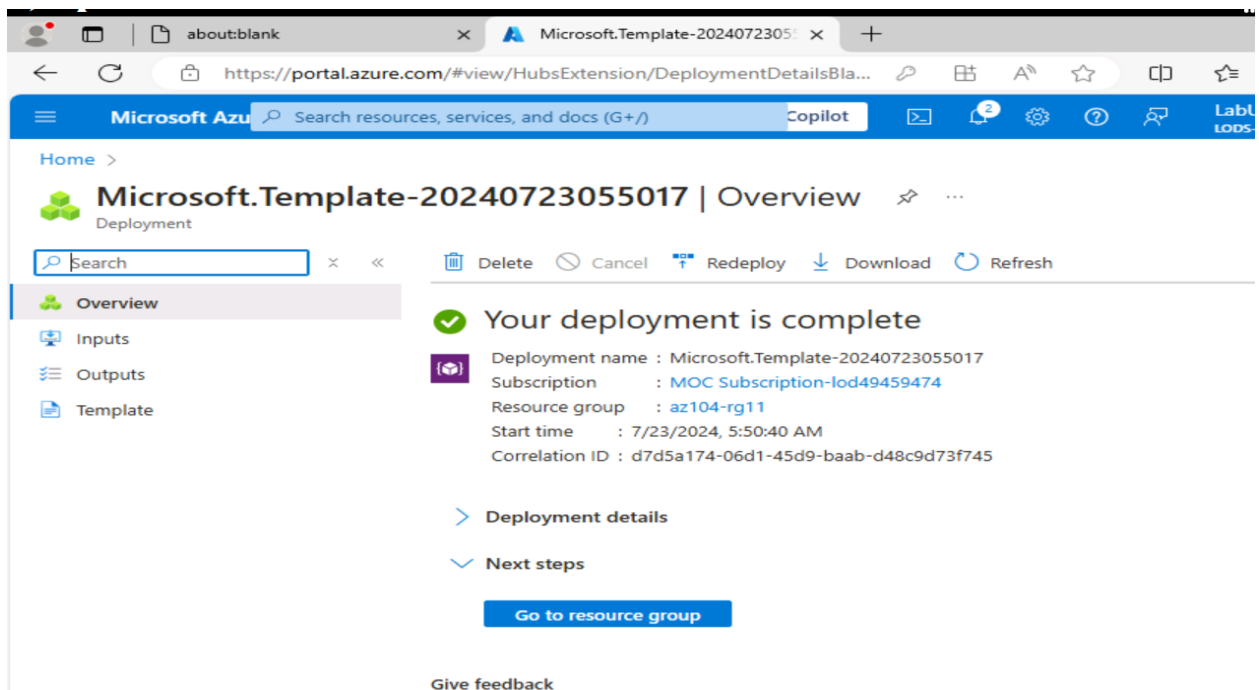 about:blank
Microsoft.Template-2024072305
https://portal.azure.com/#view/HubsExtension/DeploymentDetailsBla...
Microsoft Azu
Search resources, services, and docs (G+/)
Copilot
2
LabU
LODS-
Home >
Microsoft.Template-20240723055017 | Overview
Deployment
Search
Delete
Cancel
Redeploy
Download
Refresh
Overview
Inputs
Outputs
Template
Your deployment is complete
Deployment name : Microsoft.Template-20240723055017
Subscription : MOC Subscription-lod49459474
Resource group : az104-rg11
Start time : 7/23/2024, 5:50:40 AM
Correlation ID : d7d5a174-06d1-45d9-baab-d48c9d73f745
Deployment details
Next steps
Go to resource group
Give feedback